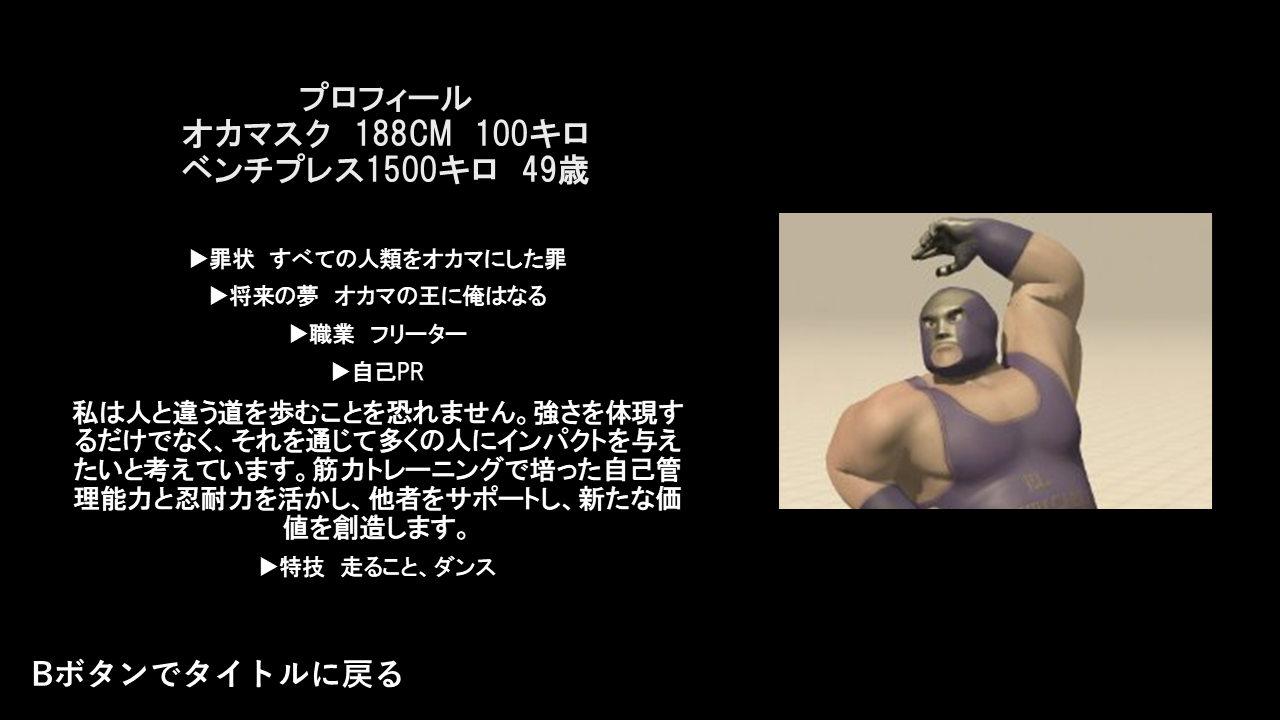 プロフィール
オカマスク　188CM　100キロ
ベンチプレス1500キロ　49歳
▶罪状　すべての人類をオカマにした罪
▶将来の夢　オカマの王に俺はなる
▶職業　フリーター
▶自己PR
私は人と違う道を歩むことを恐れません。強さを体現す
るだけでなく、それを通じて多くの人にインパクトを与え
たいと考えています。筋力トレーニングで培った自己管
理能力と忍耐力を活かし、他者をサポートし、新たな価
値を創造します。
▶特技　走ること、ダンス
Bボタンでタイトルに戻る